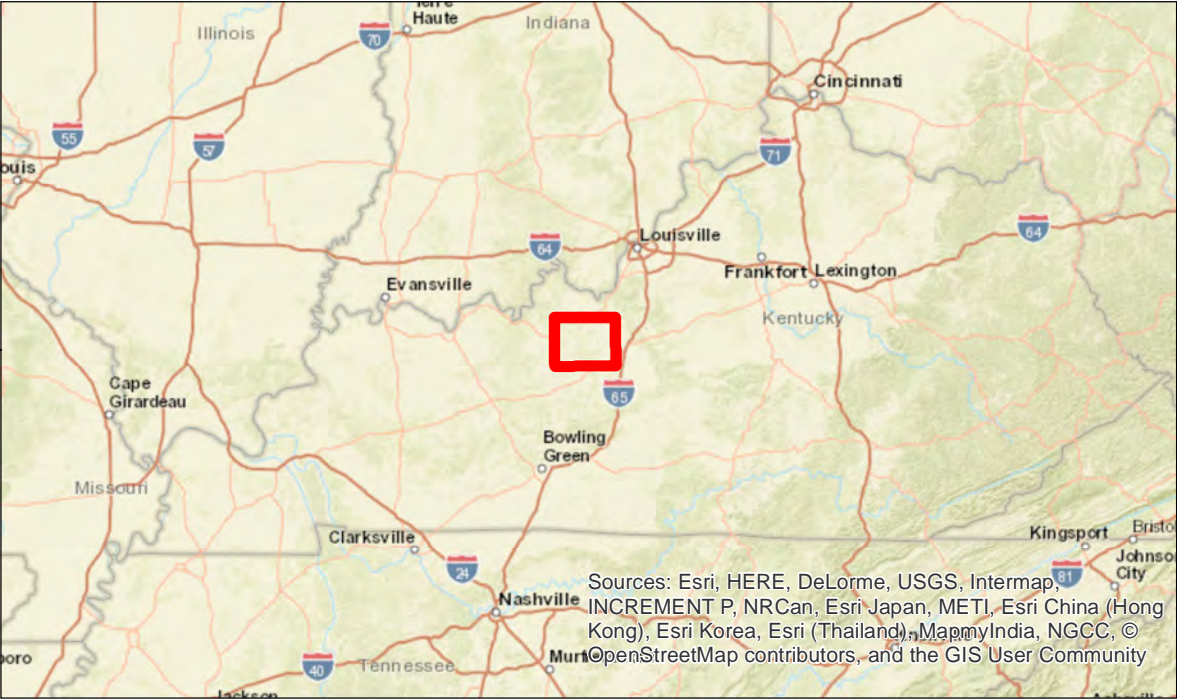 Terre
Haute
Indiana
Illinois
70
Cincinnati
55
57
71
ouis
64
64
Louisville
Frankfort
Lexington
Evansville
Kentucky
Cape
Girardeau
65
Bowling
Green
Missouri
Clarksville
Kingsport
Bristo
Johnso
City
24
81
Nashville
Sources: Esri, HERE, DeLorme, USGS, Intermap,
INCREMENT P, NRCan, Esri Japan, METI, Esri China (Hong
Kong), Esri Korea, Esri (Thailand), MapmyIndia, NGCC, ©
OpenStreetMap contributors, and the GIS User Community
boro
40
Tennessee
Jackson